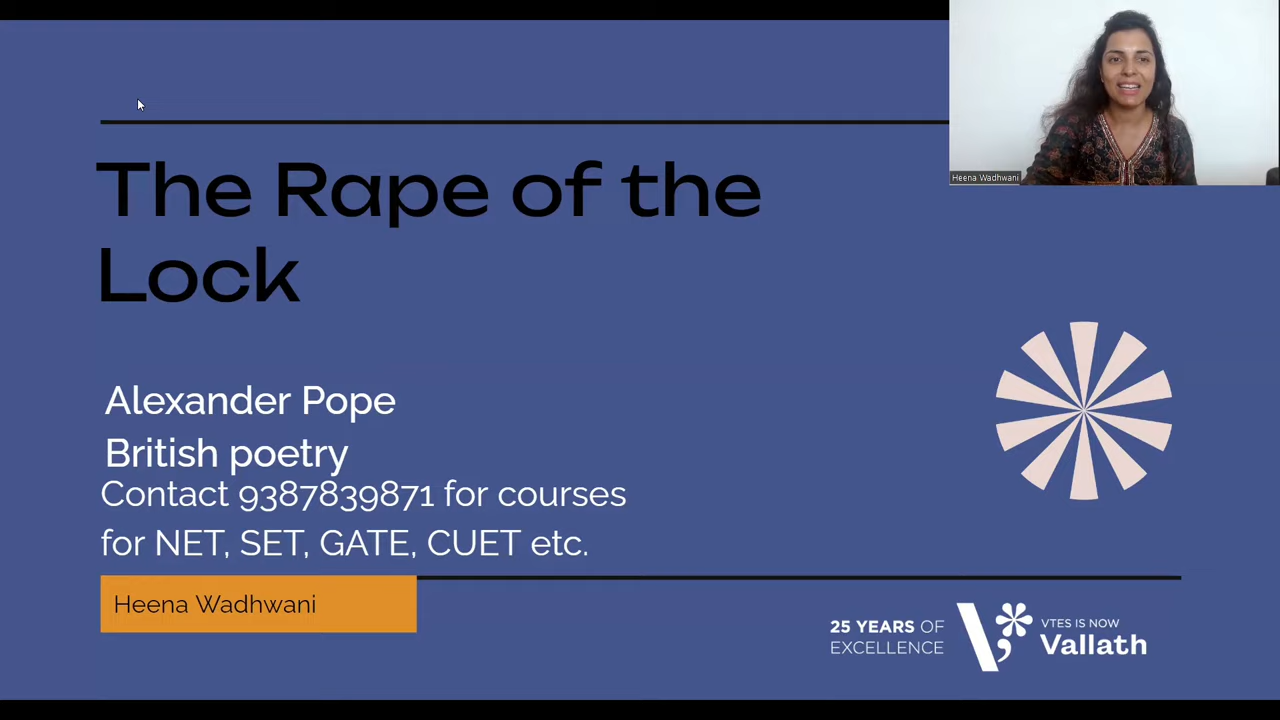 Heena Wadhwani
The Rape of the
Lock
Alexander Pope
British poetry
Contact 9387839871 for courses
for NET, SET, GATE, CUET etc.
Heena Wadhwani
25 YEARS OF
EXCELLENCE
VTES IS NOW
Vallath